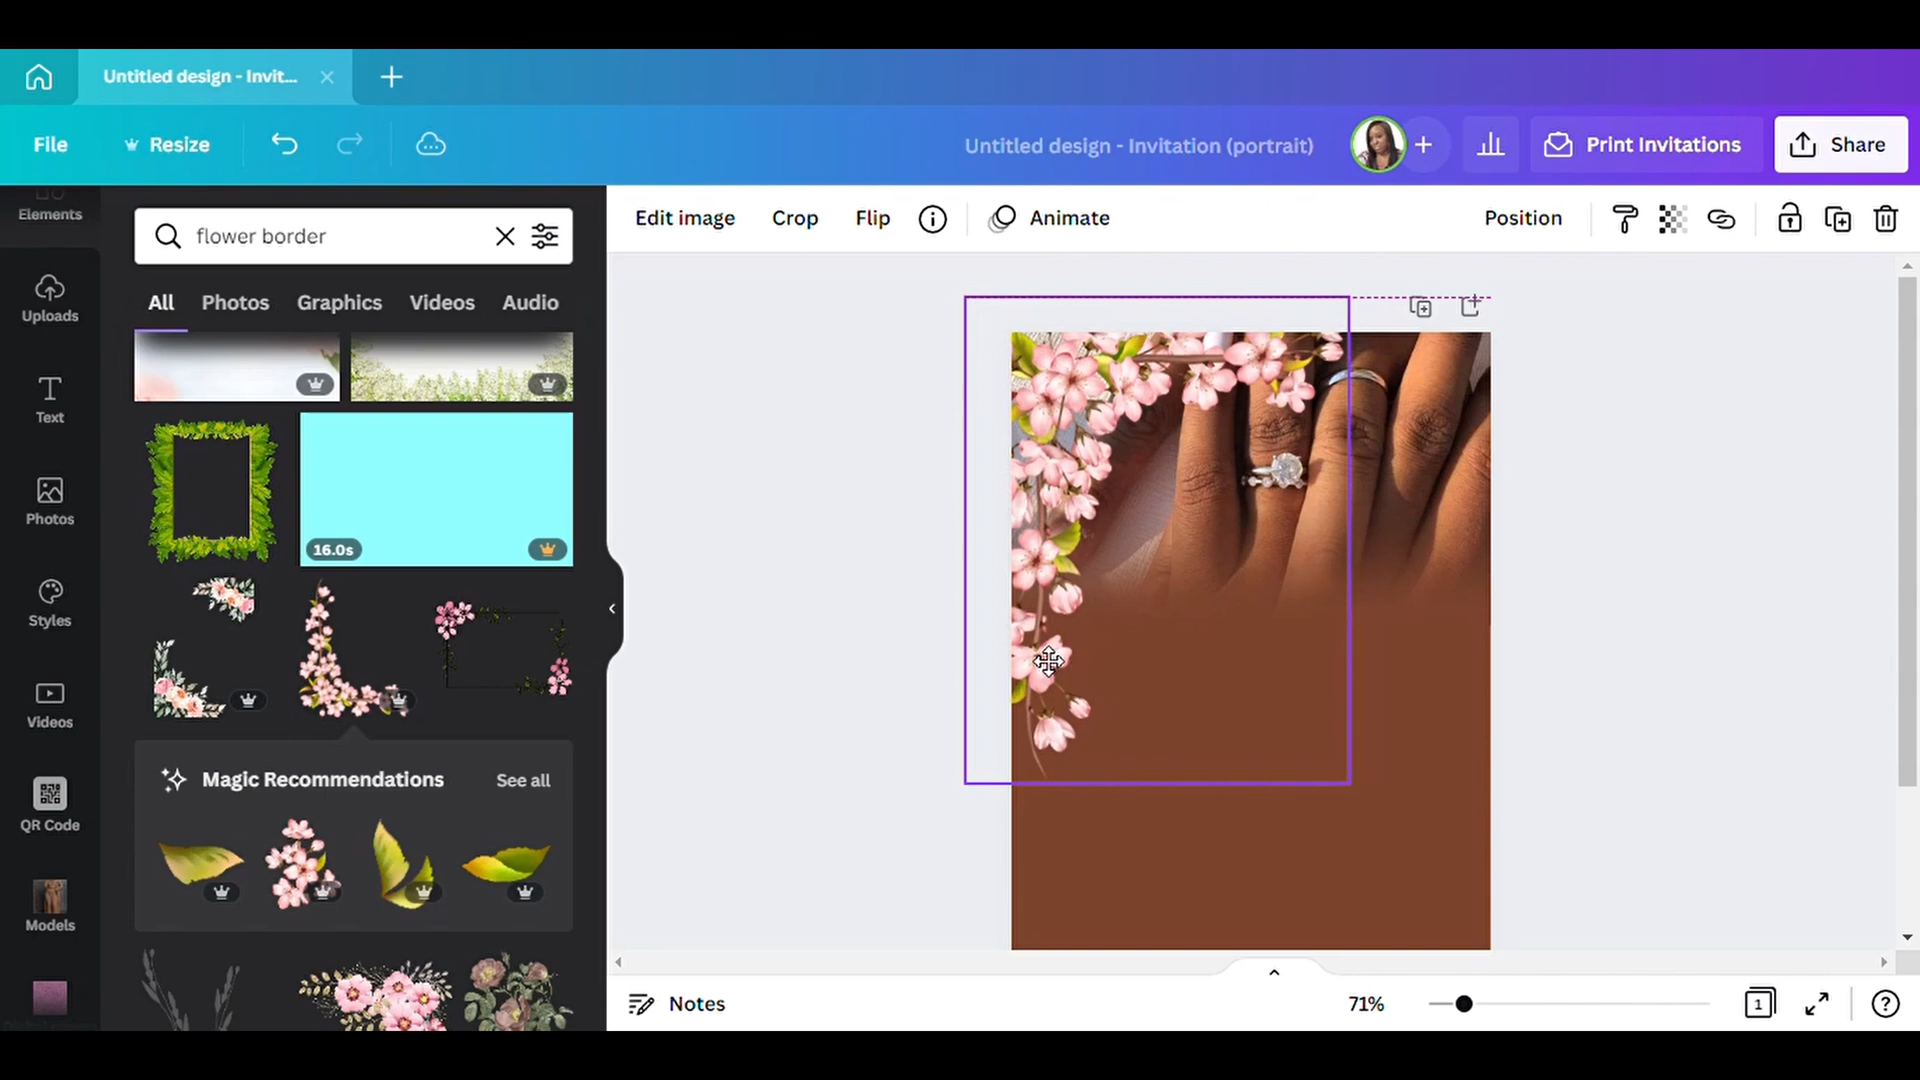 Untitled design - Invit...
File
Resize
Untitled design - Invitation (portrait)
Print Invitations
Share
Elements
Uploads
Text
Photos
Styles
Videos
QR Code
Models
flower border
All
Photos
Graphics
Videos
Audio
16.0s
Magic Recommendations
See all
Edit image
Crop
Flip
Animate
Position
Notes
71%
1